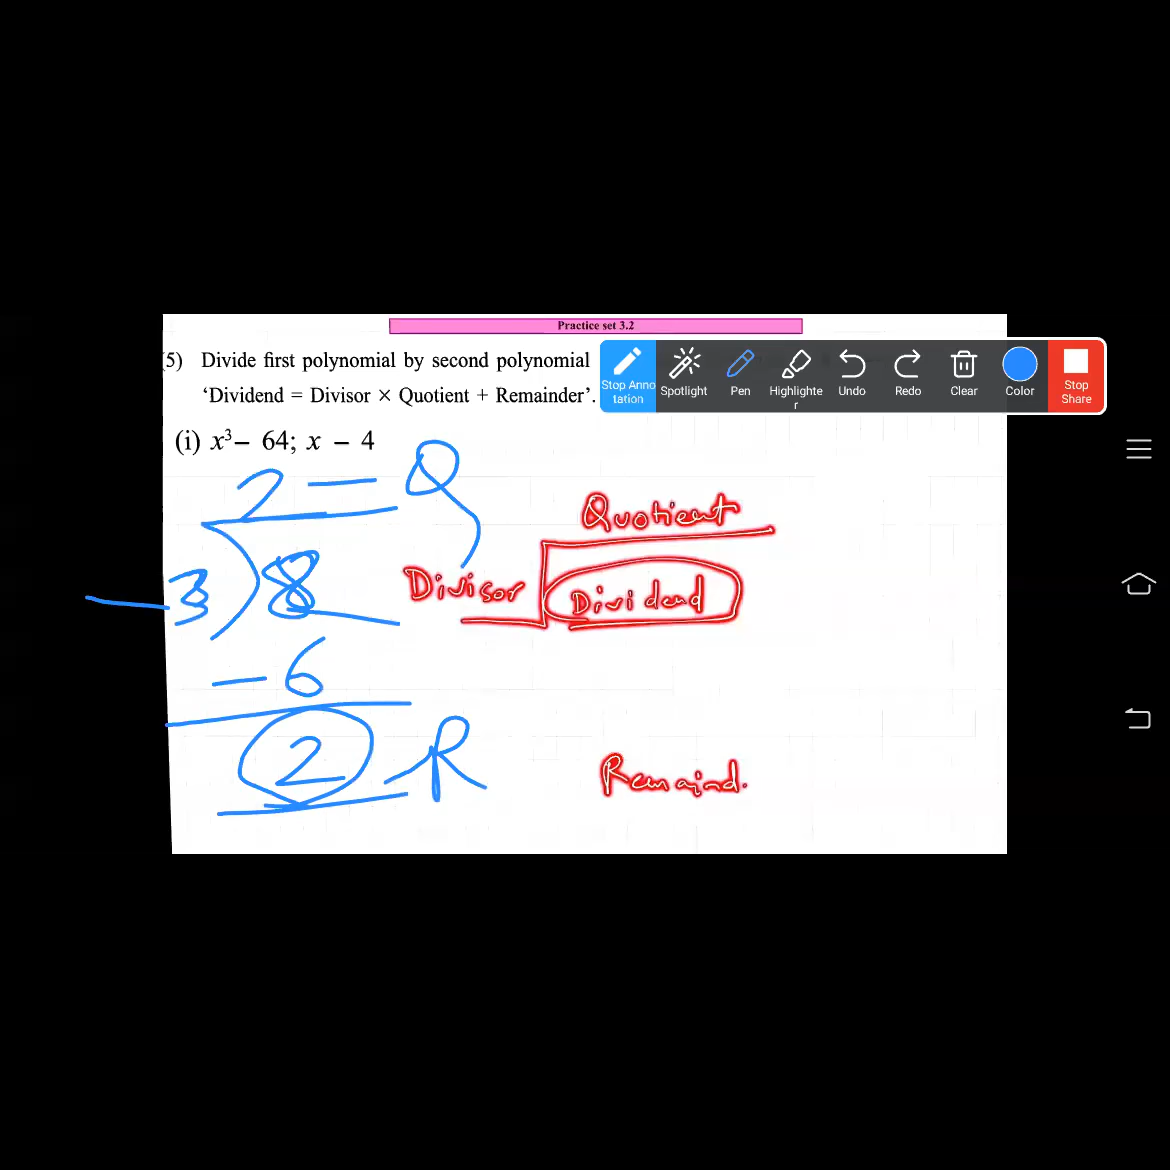 Practice set 3.2
5) Divide first polynomial by second polynomial
‘Dividend = Divisor × Quotient + Remainder’.
Stop Annotation Spotlight Pen Highlighter Undo Redo Clear Color Stop Share
(i) x³– 64; x – 4
2 — Q
3 ) 8
– 6
2 – R
Quotient
Divisor Dividend
Remaind.